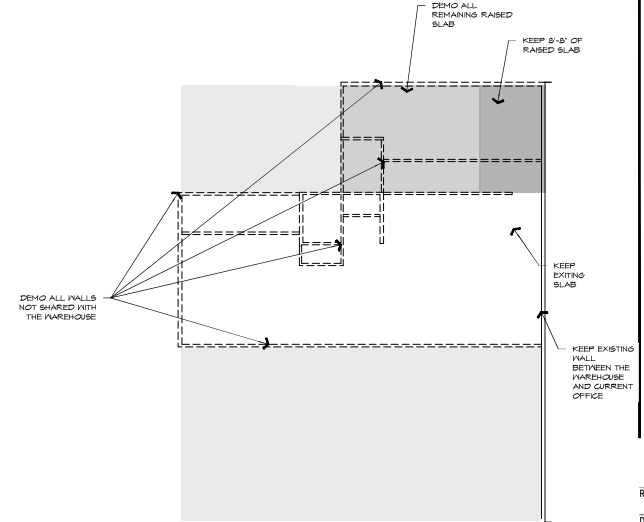 DEMO ALL
REMAINING RAISED
SLAB
KEEP 8'-8" OF
RAISED SLAB
KEEP
EXITING
SLAB
DEMO ALL WALLS
NOT SHARED WITH
THE WAREHOUSE
KEEP EXISTING
WALL
BETWEEN THE
WAREHOUSE
AND CURRENT
OFFICE
R